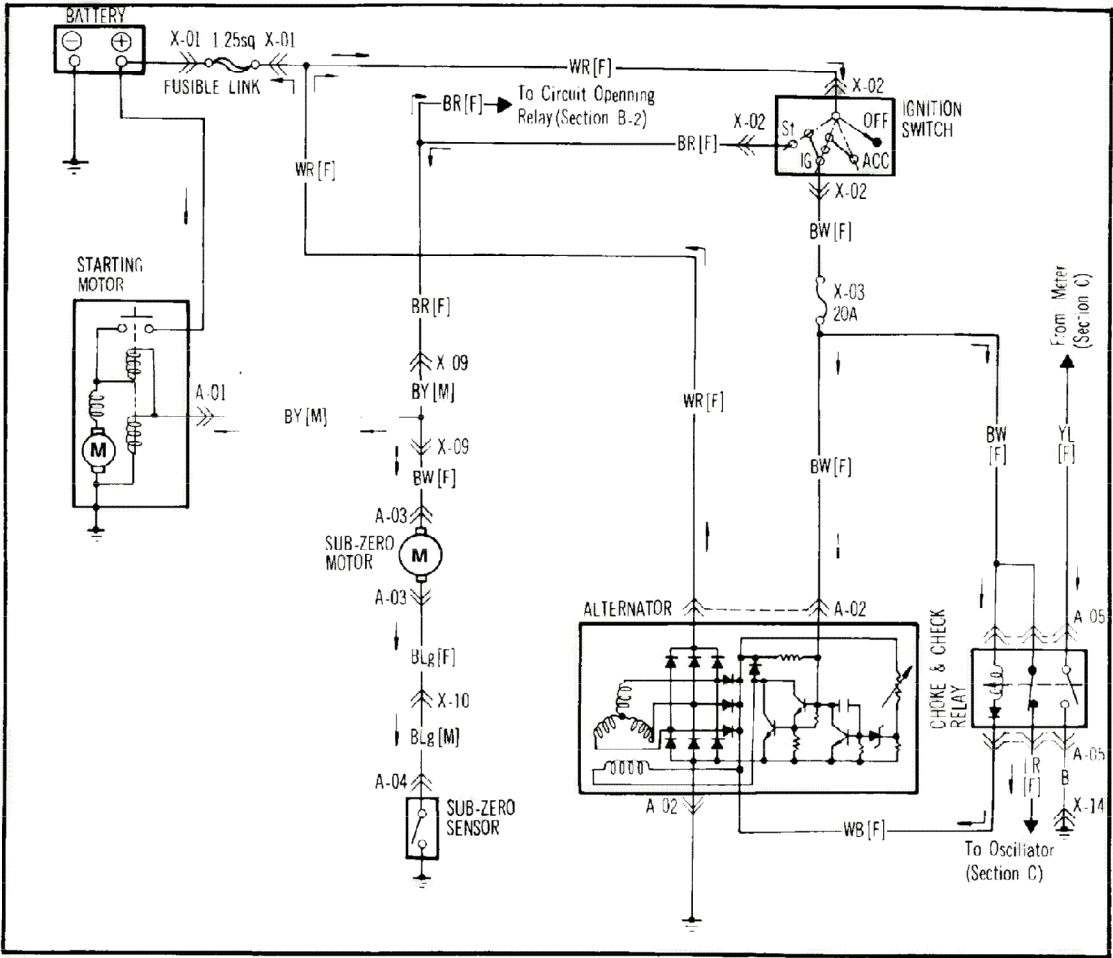 BATTERY
X-01 1.25sq X-01
FUSIBLE LINK
WR[F]
X-02
IGNITION
SWITCH
BR[F]
To Circuit Openning
Relay(Section B-2)
X-02
St
OFF
IG
ACC
BR[F]
X-02
WR[F]
BW[F]
STARTING
MOTOR
X-03
20A
From Meter
(Section C)
BR[F]
X-09
A-01
BY[M]
BY[M]
WR[F]
X-09
BW[F]
BW
[F]
YL
[F]
BW[F]
M
A-03
SUB-ZERO
MOTOR
M
A-03
ALTERNATOR
A-02
A-05
BLg[F]
CHOKE & CHECK
RELAY
X-10
BLg[M]
A-05
A-04
[F]
B
A-02
X-14
SUB-ZERO
SENSOR
WB[F]
To Oscillator
(Section C)